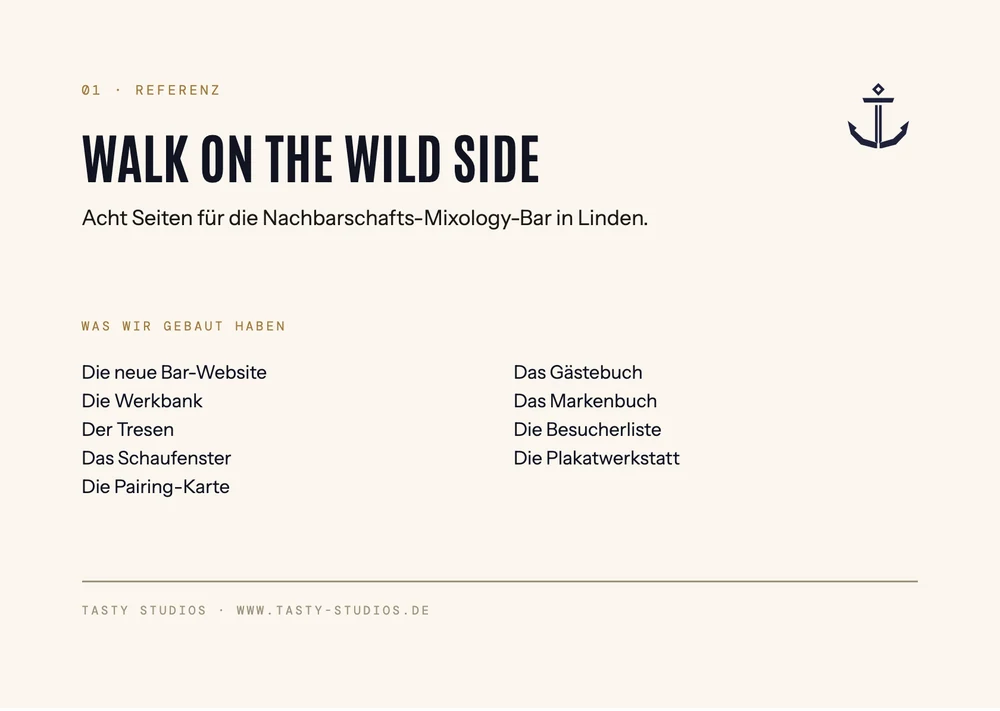 01 · REFERENZ
WALK ON THE WILD SIDE
Acht Seiten für die Nachbarschafts-Mixology-Bar in Linden.
WAS WIR GEBAUT HABEN
Die neue Bar-Website
Die Werkbank
Der Tresen
Das Schaufenster
Die Pairing-Karte
Das Gästebuch
Das Markenbuch
Die Besucherliste
Die Plakatwerkstatt
TASTY STUDIOS · WWW.TASTY-STUDIOS.DE